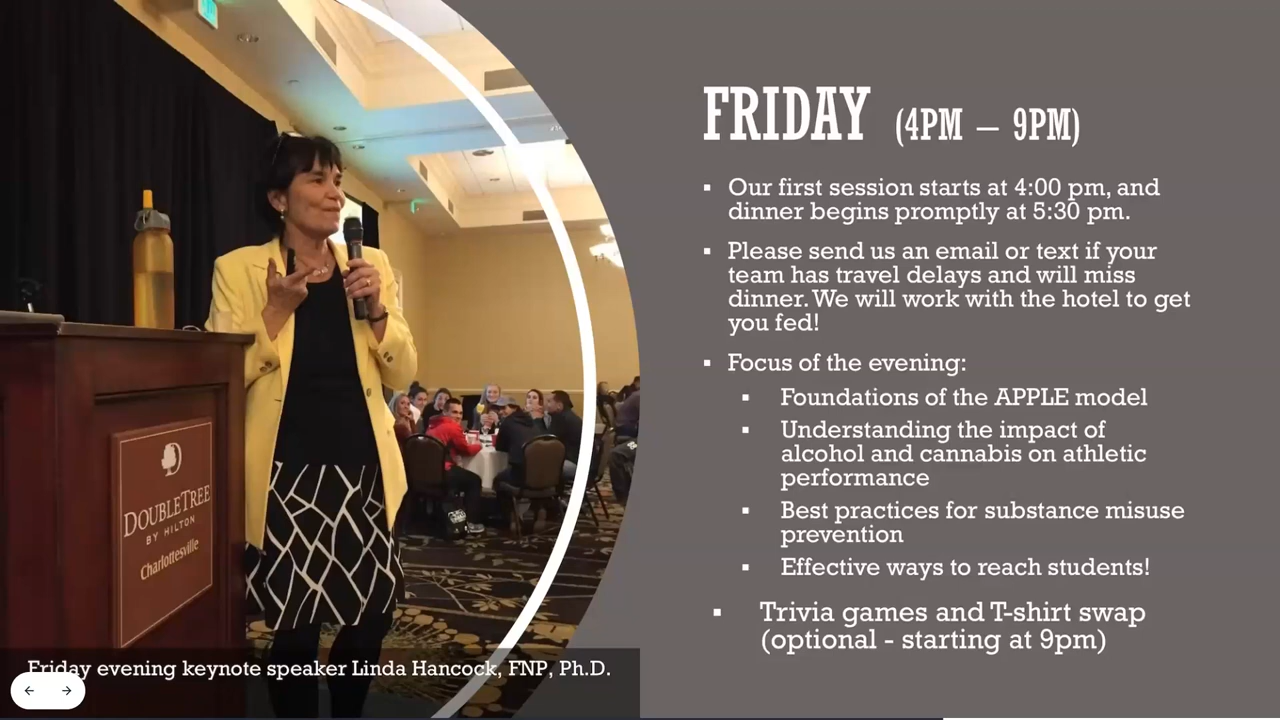 FRIDAY (4PM – 9PM)
▪ Our first session starts at 4:00 pm, and
dinner begins promptly at 5:30 pm.
▪ Please send us an email or text if your
team has travel delays and will miss
dinner. We will work with the hotel to get
you fed!
▪ Focus of the evening:
▪ Foundations of the APPLE model
▪ Understanding the impact of
alcohol and cannabis on athletic
performance
▪ Best practices for substance misuse
prevention
▪ Effective ways to reach students!
▪ Trivia games and T-shirt swap
(optional - starting at 9pm)
DOUBLETREE
BY HILTON
Charlottesville
Friday evening keynote speaker Linda Hancock, FNP, Ph.D.